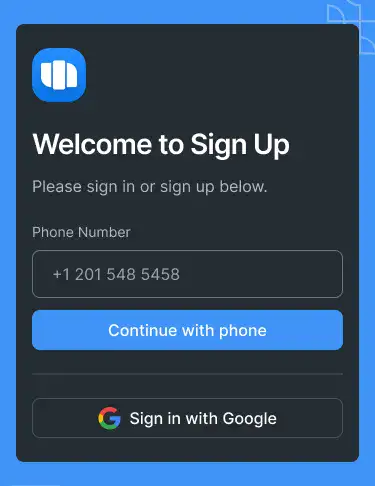 Welcome to Sign Up
Please sign in or sign up below.
Phone Number
+1 201 548 5458
Continue with phone
Sign in with Google